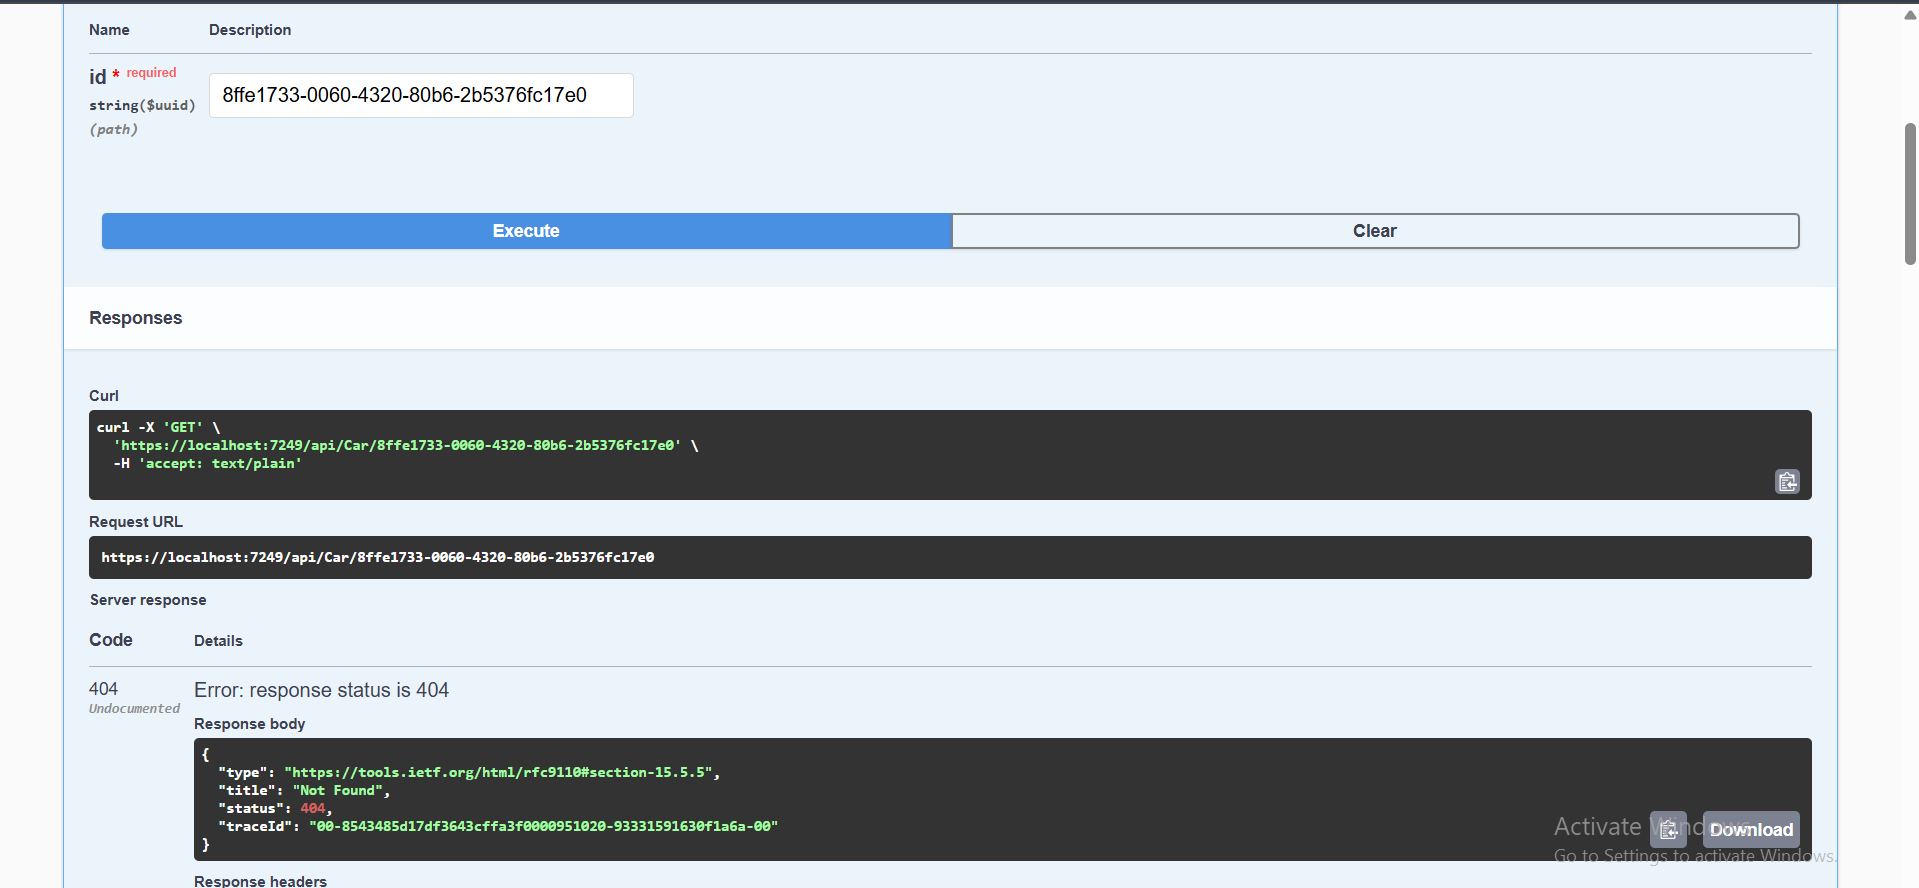 Name Description
id * required
string($uuid)
(path)
8ffe1733-0060-4320-80b6-2b5376fc17e0
Execute Clear
Responses
Curl
curl -X 'GET' \
'https://localhost:7249/api/Car/8ffe1733-0060-4320-80b6-2b5376fc17e0' \
-H 'accept: text/plain'
Request URL
https://localhost:7249/api/Car/8ffe1733-0060-4320-80b6-2b5376fc17e0
Server response
Code Details
404 Error: response status is 404
Undocumented
Response body
{
"type": "https://tools.ietf.org/html/rfc9110#section-15.5.5",
"title": "Not Found",
"status": 404,
"traceId": "00-8543485d17df3643cffa3f0000951020-93331591630f1a6a-00"
}
Download
Activate Windows
Go to Settings to activate Windows.
Response headers